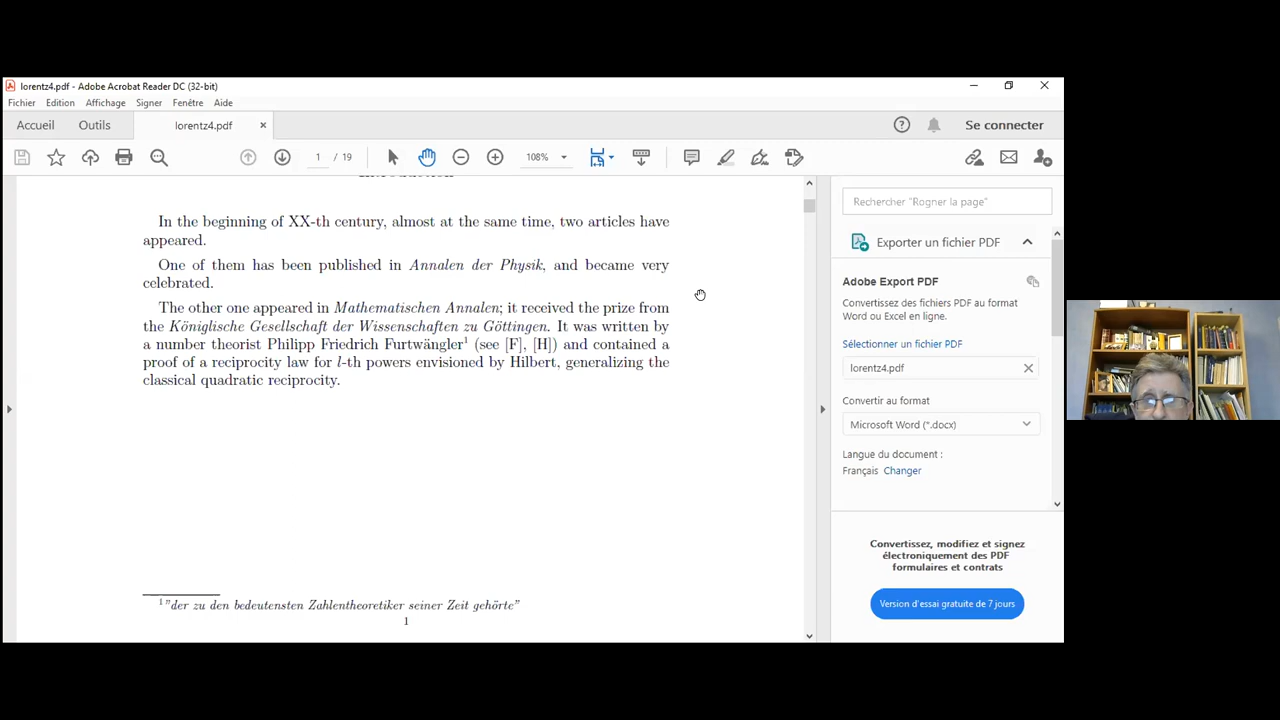 lorentz4.pdf - Adobe Acrobat Reader DC (32-bit)
Fichier Edition Affichage Signer Fenêtre Aide
Accueil Outils lorentz4.pdf × Se connecter
1 / 19 108%
In the beginning of XX-th century, almost at the same time, two articles have
appeared.
One of them has been published in Annalen der Physik, and became very
celebrated.
The other one appeared in Mathematischen Annalen; it received the prize from
the Königlische Gesellschaft der Wissenschaften zu Göttingen. It was written by
a number theorist Philipp Friedrich Furtwängler¹ (see [F], [H]) and contained a
proof of a reciprocity law for l-th powers envisioned by Hilbert, generalizing the
classical quadratic reciprocity.
¹"der zu den bedeutensten Zahlentheoretiker seiner Zeit gehörte"
1
Rechercher "Rogner la page"
Exporter un fichier PDF
Adobe Export PDF
Convertissez des fichiers PDF au format
Word ou Excel en ligne.
Sélectionner un fichier PDF
lorentz4.pdf
Convertir au format
Microsoft Word (*.docx)
Langue du document :
Français Changer
Convertissez, modifiez et signez
électroniquement des PDF
formulaires et contrats
Version d'essai gratuite de 7 jours